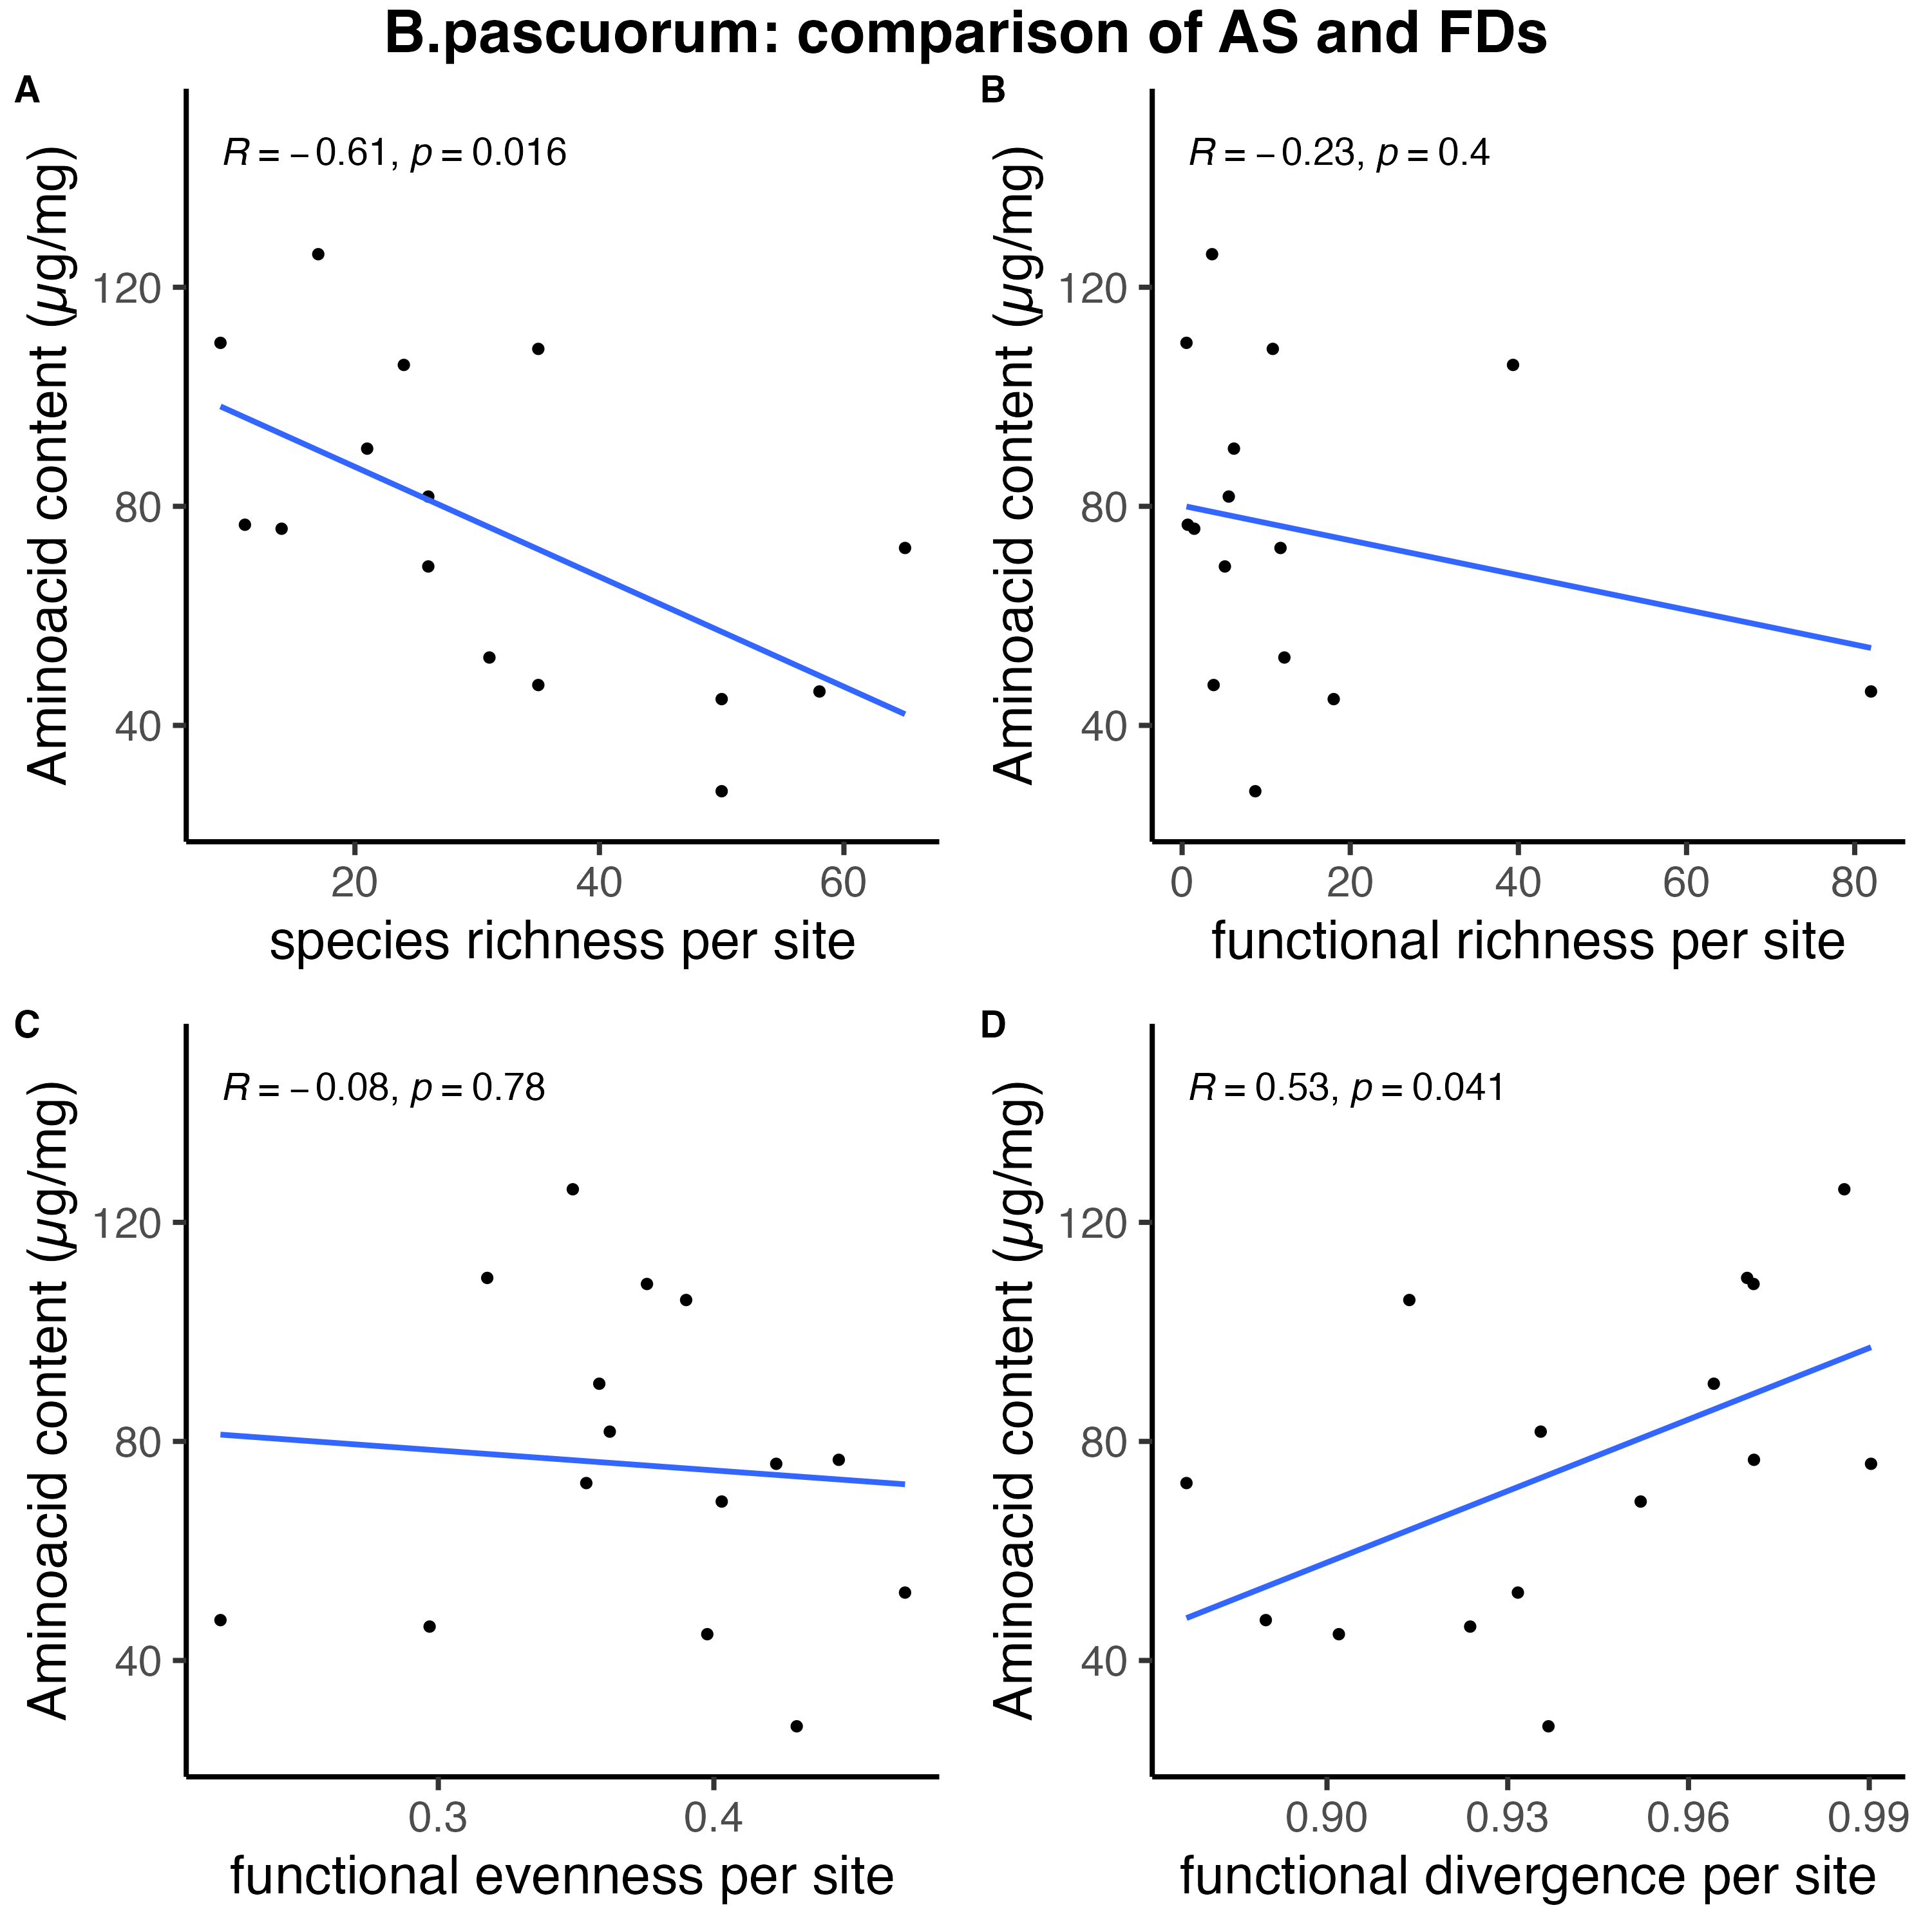 B.pascuorum: comparison of AS and FDs
A
R = −0.61, p = 0.016
Aminoacid content (µg/mg)
120
80
40
20 40 60
species richness per site
B
R = −0.23, p = 0.4
Aminoacid content (µg/mg)
120
80
40
0 20 40 60 80
functional richness per site
C
R = −0.08, p = 0.78
Aminoacid content (µg/mg)
120
80
40
0.3 0.4
functional evenness per site
D
R = 0.53, p = 0.041
Aminoacid content (µg/mg)
120
80
40
0.90 0.93 0.96 0.99
functional divergence per site